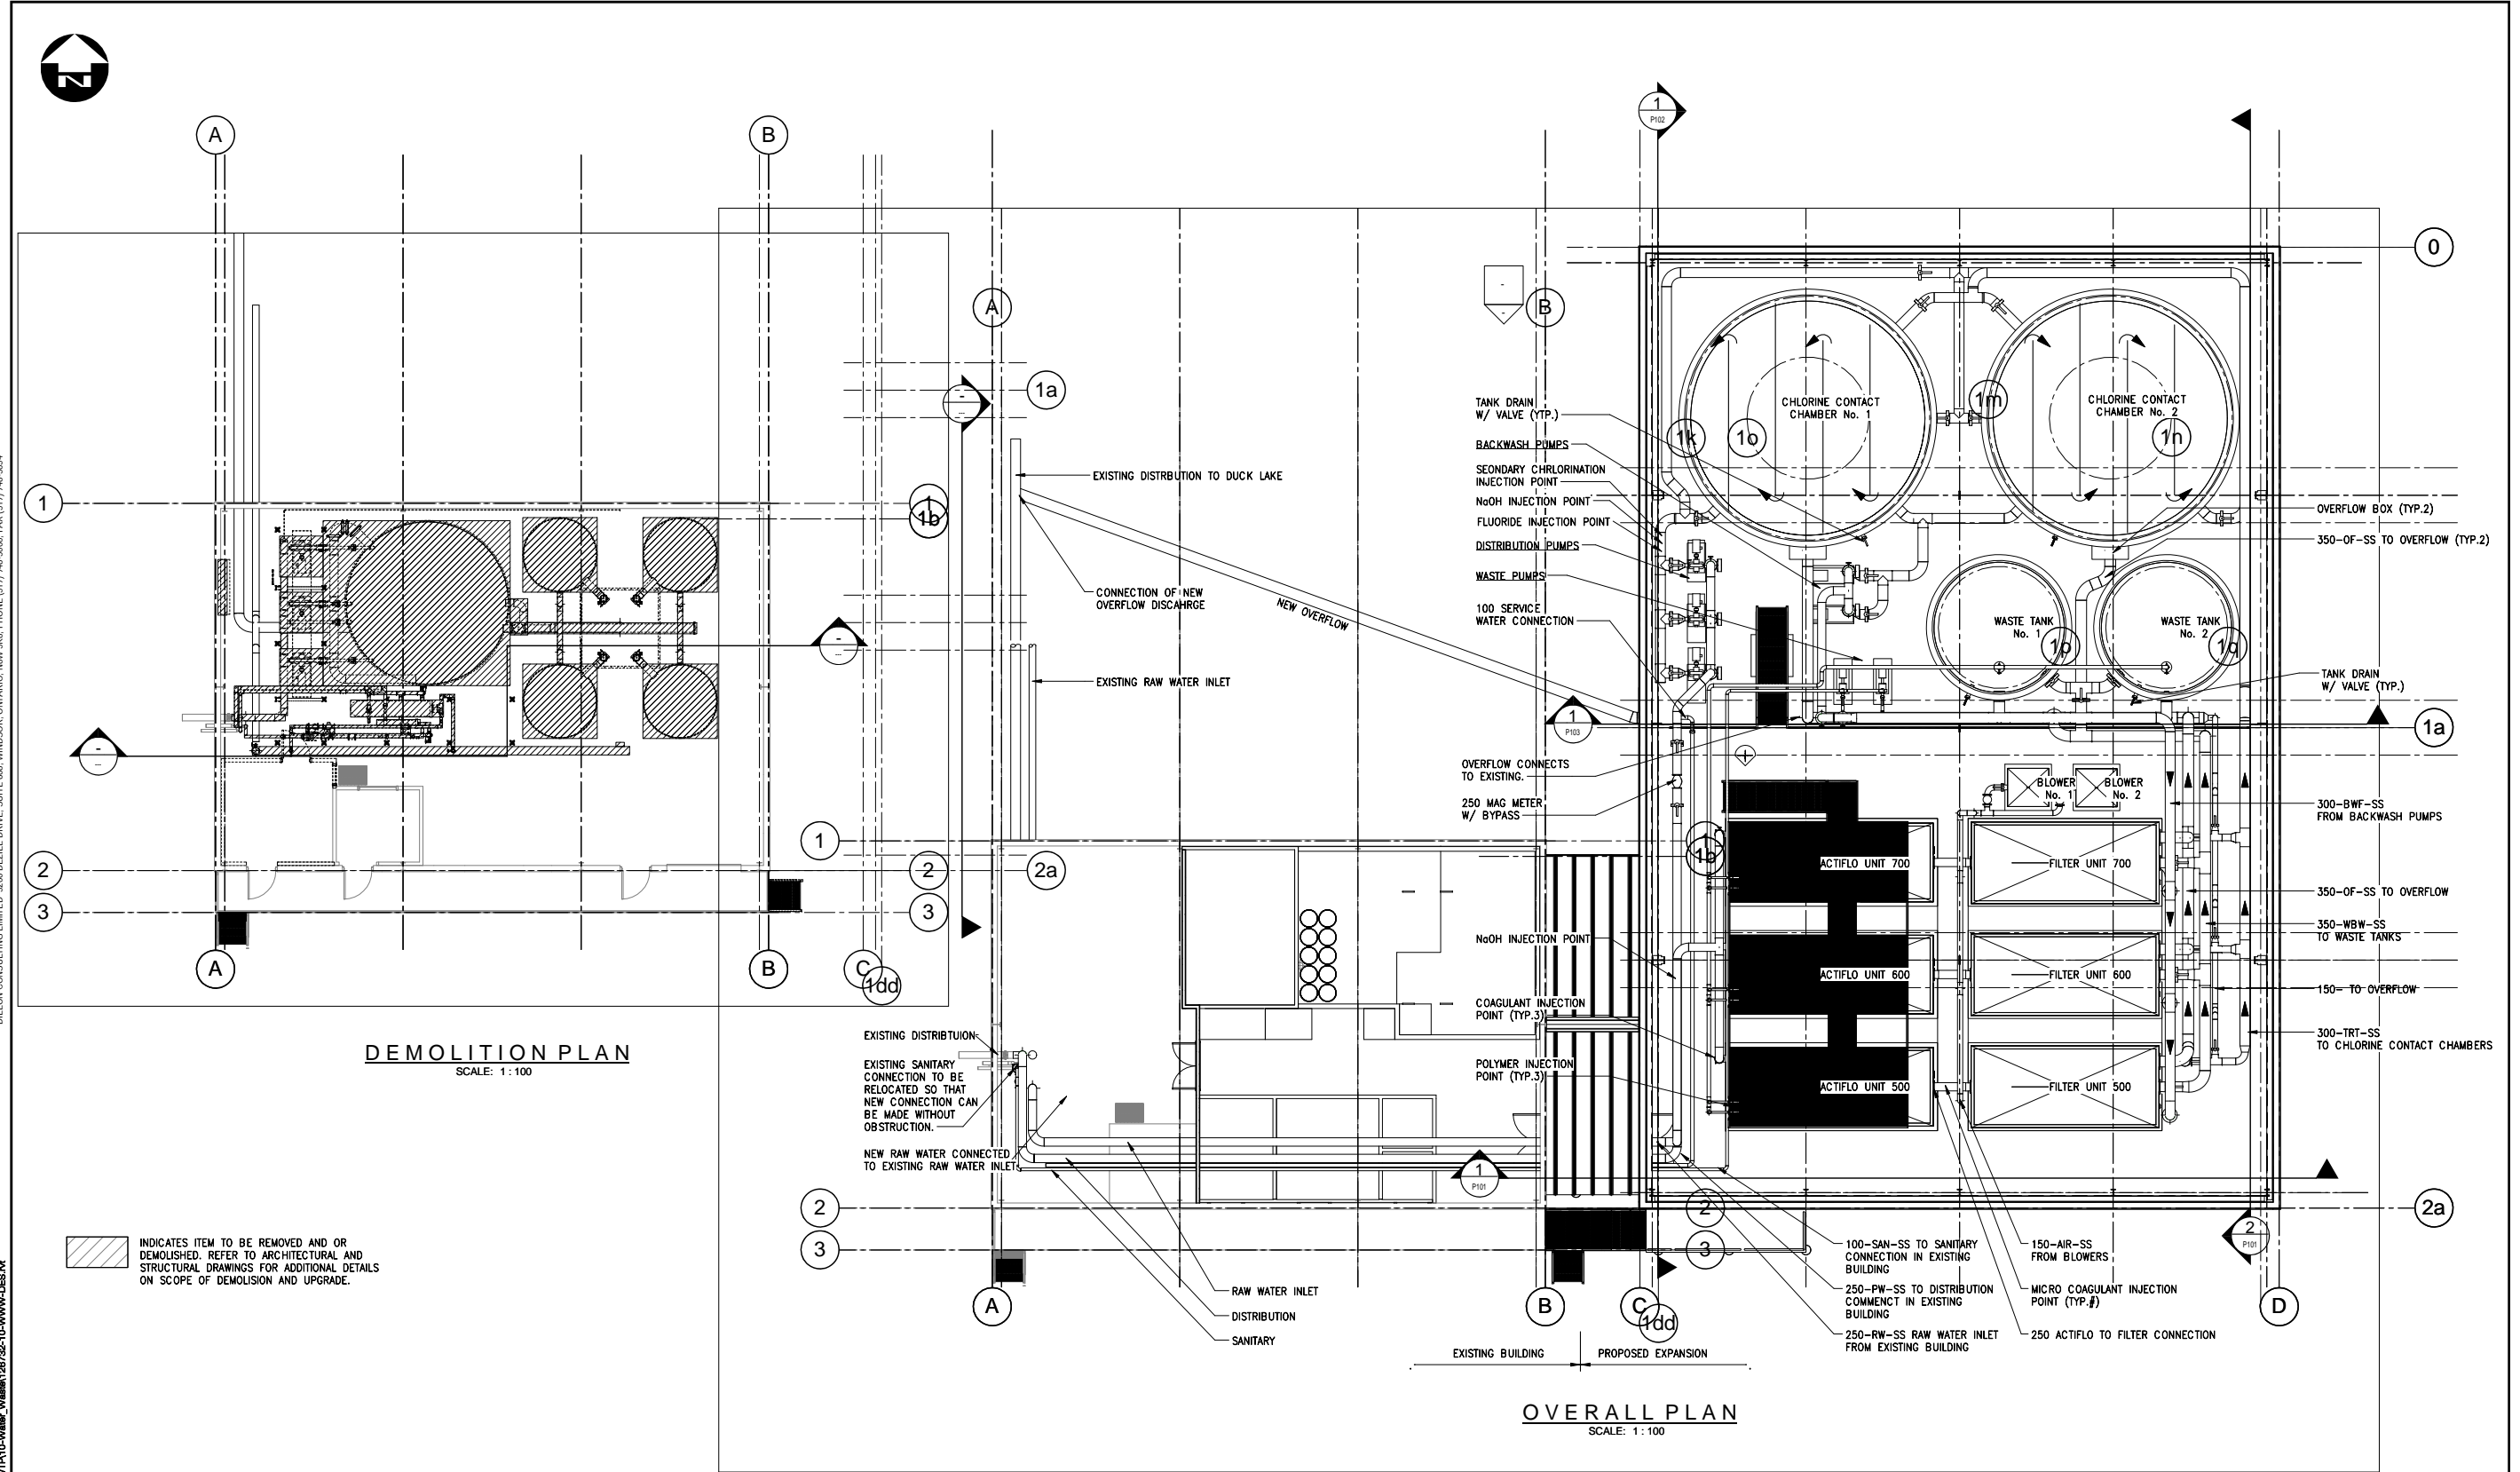 N
A
B
1
1
1b
2
2
3
3
A
B
C
1dd
-
-
DEMOLITION PLAN
SCALE: 1 : 100
INDICATES ITEM TO BE REMOVED AND OR
DEMOLISHED. REFER TO ARCHITECTURAL AND
STRUCTURAL DRAWINGS FOR ADDITIONAL DETAILS
ON SCOPE OF DEMOLISION AND UPGRADE.
A
B
1a
-
1
P102
0
EXISTING DISTRBUTION TO DUCK LAKE
CONNECTION OF NEW
OVERFLOW DISCAHRGE
NEW OVERFLOW
EXISTING RAW WATER INLET
TANK DRAIN
W/ VALVE (YTP.)
BACKWASH PUMPS
SEONDARY CHRLORINATION
INJECTION POINT
NaOH INJECTION POINT
FLUORIDE INJECTION POINT
DISTRIBUTION PUMPS
WASTE PUMPS
100 SERVICE
WATER CONNECTION
1
P103
OVERFLOW CONNECTS
TO EXISTING.
250 MAG METER
W/ BYPASS
CHLORINE CONTACT
CHAMBER No. 1
CHLORINE CONTACT
CHAMBER No. 2
1k
1o
1m
1n
WASTE TANK
No. 1
WASTE TANK
No. 2
1p
1q
OVERFLOW BOX (TYP.2)
350-OF-SS TO OVERFLOW (TYP.2)
TANK DRAIN
W/ VALVE (TYP.)
1a
BLOWER
No. 1
BLOWER
No. 2
300-BWF-SS
FROM BACKWASH PUMPS
1
2a
1
1b
ACTIFLO UNIT 700
FILTER UNIT 700
350-OF-SS TO OVERFLOW
350-WBW-SS
TO WASTE TANKS
NaOH INJECTION POINT
ACTIFLO UNIT 600
FILTER UNIT 600
150- TO OVERFLOW
COAGULANT INJECTION
POINT (TYP.3)
300-TRT-SS
TO CHLORINE CONTACT CHAMBERS
POLYMER INJECTION
POINT (TYP.3)
ACTIFLO UNIT 500
FILTER UNIT 500
EXISTING DISTRIBTUION
EXISTING SANITARY
CONNECTION TO BE
RELOCATED SO THAT
NEW CONNECTION CAN
BE MADE WITHOUT
OBSTRUCTION.
NEW RAW WATER CONNECTED
TO EXISTING RAW WATER INLET
1
P101
2
2
2a
3
3
2
P101
RAW WATER INLET
DISTRIBUTION
SANITARY
100-SAN-SS TO SANITARY
CONNECTION IN EXISTING
BUILDING
250-PW-SS TO DISTRIBUTION
COMMENCT IN EXISTING
BUILDING
250-RW-SS RAW WATER INLET
FROM EXISTING BUILDING
150-AIR-SS
FROM BLOWERS
MICRO COAGULANT INJECTION
POINT (TYP.#)
250 ACTIFLO TO FILTER CONNECTION
A
B
C
1dd
D
EXISTING BUILDING
PROPOSED EXPANSION
OVERALL PLAN
SCALE: 1 : 100